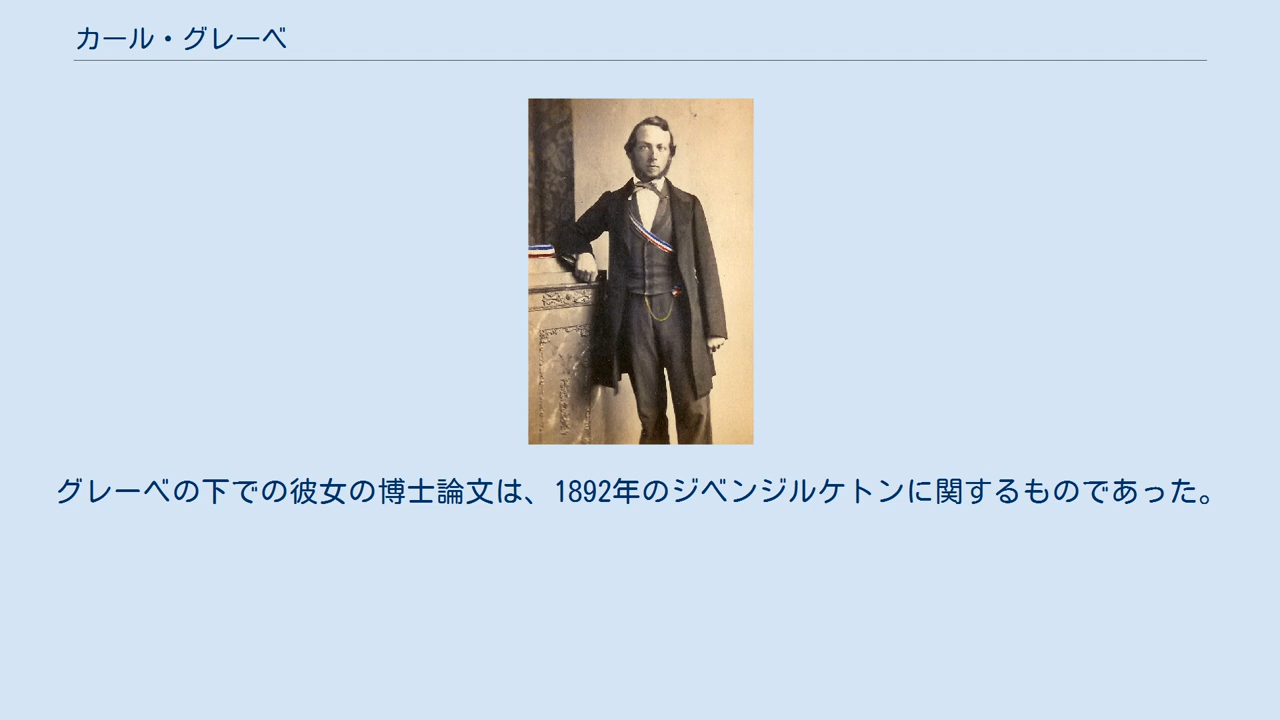 カール・グレーベ
グレーベの下での彼女の博士論文は、1892年のジベンジルケトンに関するものであった。